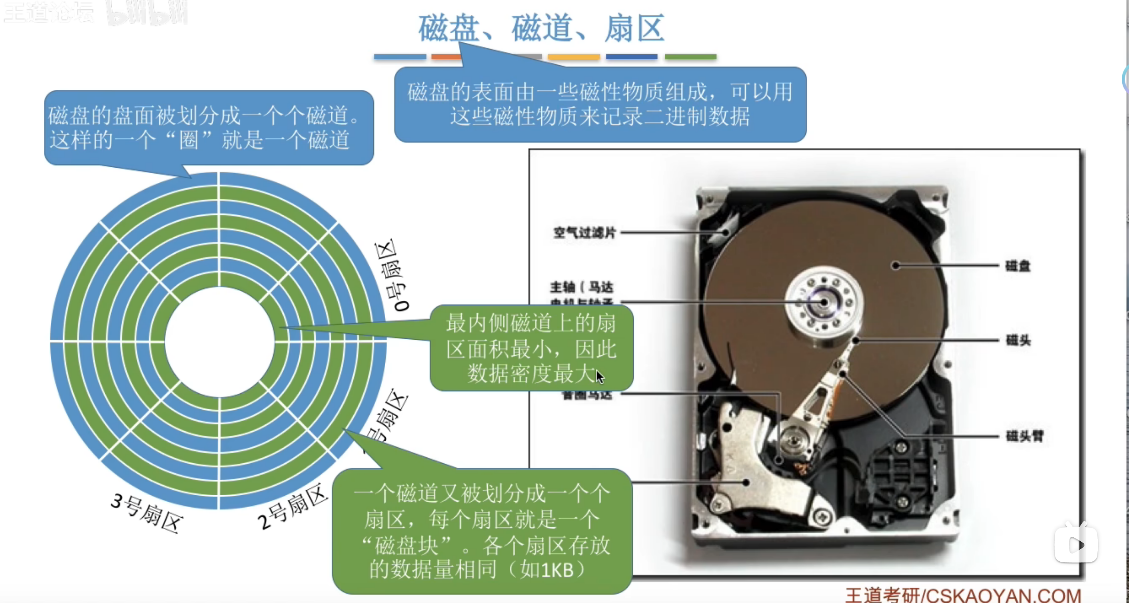 王道论坛 bilibili
磁盘、磁道、扇区
磁盘的表面由一些磁性物质组成，可以用
这些磁性物质来记录二进制数据
磁盘的盘面被划分成一个个磁道。
这样的一个“圈”就是一个磁道
0号扇区
号扇区
2号扇区
3号扇区
最内侧磁道上的扇
区面积最小，因此
数据密度最大
一个磁道又被划分成一个个
扇区，每个扇区就是一个
“磁盘块”。各个扇区存放
的数据量相同（如1KB）
空气过滤片
主轴（马达
音圈马达
磁盘
磁头
磁头臂
王道考研/CSKAOYAN.COM